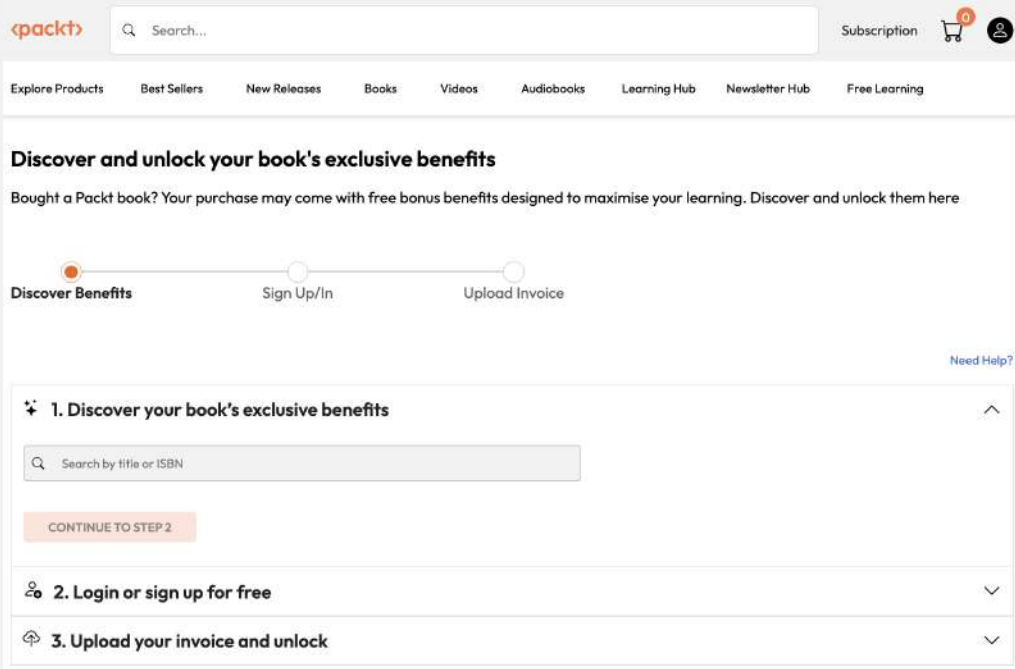 <packt>
Search...
Subscription
0
Explore Products Best Sellers New Releases Books Videos Audiobooks Learning Hub Newsletter Hub Free Learning
Discover and unlock your book's exclusive benefits
Bought a Packt book? Your purchase may come with free bonus benefits designed to maximise your learning. Discover and unlock them here
Discover Benefits Sign Up/In Upload Invoice
Need Help?
1. Discover your book's exclusive benefits
Search by title or ISBN
CONTINUE TO STEP 2
2. Login or sign up for free
3. Upload your invoice and unlock